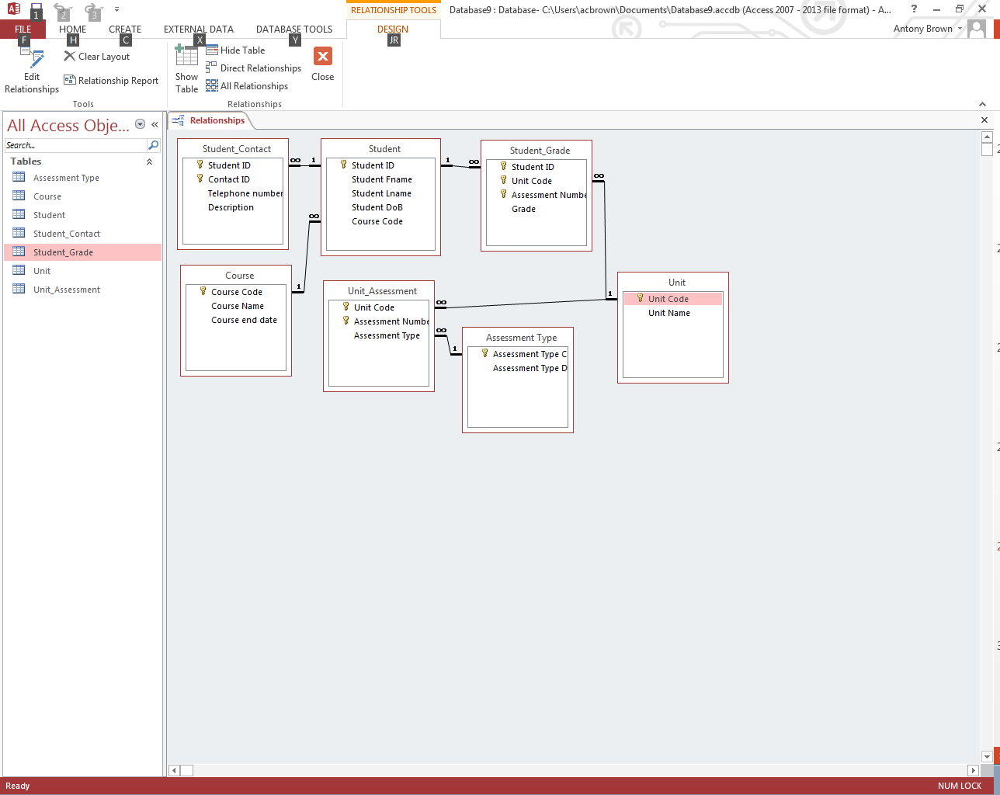 RELATIONSHIP TOOLS
Database9 : Database- C:\Users\acbrown\Documents\Database9.accdb (Access 2007 - 2013 file format) - A...
1 2 3
FILE HOME CREATE EXTERNAL DATA DATABASE TOOLS DESIGN
Antony Brown
F H C X Y JR
Edit
Relationships
Clear Layout
Relationship Report
Tools
Show
Table
Hide Table
Direct Relationships
All Relationships
Close
Relationships
All Access Obje...
Search...
Tables
Assessment Type
Course
Student
Student_Contact
Student_Grade
Unit
Unit_Assessment
Relationships
Student_Contact
Student ID
Contact ID
Telephone number
Description
∞ 1
Student
Student ID
Student Fname
Student Lname
Student DoB
Course Code
1 ∞
Student_Grade
Student ID
Unit Code
Assessment Numbe
Grade
∞
∞
Course
Course Code
Course Name
Course end date
1
Unit_Assessment
Unit Code
Assessment Numbe
Assessment Type
∞
∞
1
Assessment Type
Assessment Type C
Assessment Type D
1
Unit
Unit Code
Unit Name
Ready
NUM LOCK